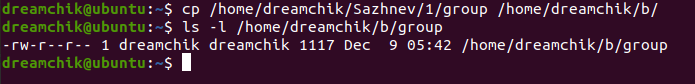 dreamchik@ubuntu:~$ cp /home/dreamchik/Sazhnev/1/group /home/dreamchik/b/
dreamchik@ubuntu:~$ ls -l /home/dreamchik/b/group
-rw-r--r-- 1 dreamchik dreamchik 1117 Dec  9 05:42 /home/dreamchik/b/group
dreamchik@ubuntu:~$